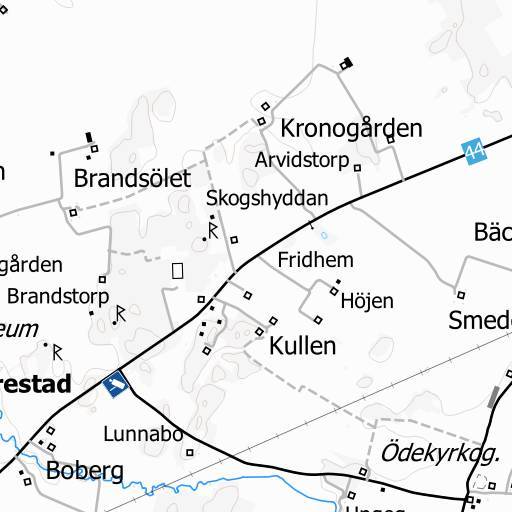 Kronogården
44
Arvidstorp
Brandsölet
Skogshyddan
Bäc
Fridhem
gården
Brandstorp
Höjen
Smede
eum
Kullen
restad
Lunnabo
Ödekyrkog.
Boberg